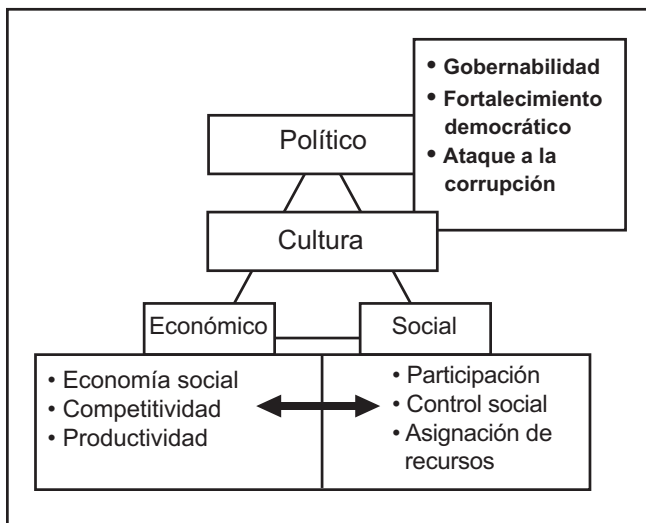 • Gobernabilidad
• Fortalecimiento
democrático
• Ataque a la
corrupción
Político
Cultura
Económico
Social
• Economía social
• Competitividad
• Productividad
• Participación
• Control social
• Asignación de
recursos